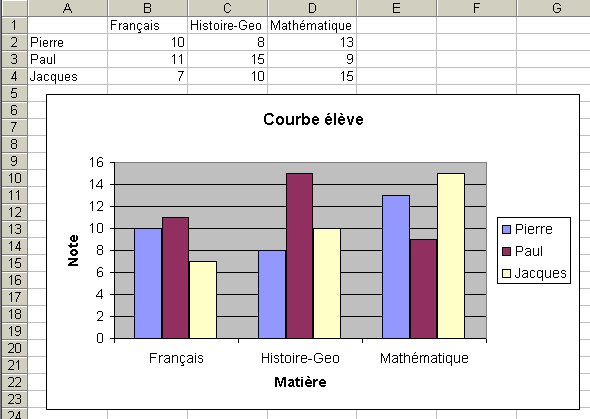 A B C D E F G
1 Français Histoire-Geo Mathématique
2 Pierre 10 8 13
3 Paul 11 15 9
4 Jacques 7 10 15
5
6
7
8
9
10
11
12
13
14
15
16
17
18
19
20
21
22
23
24
Courbe élève
16
14
12
10
8
6
4
2
0
Note
Français Histoire-Geo Mathématique
Matière
Pierre
Paul
Jacques